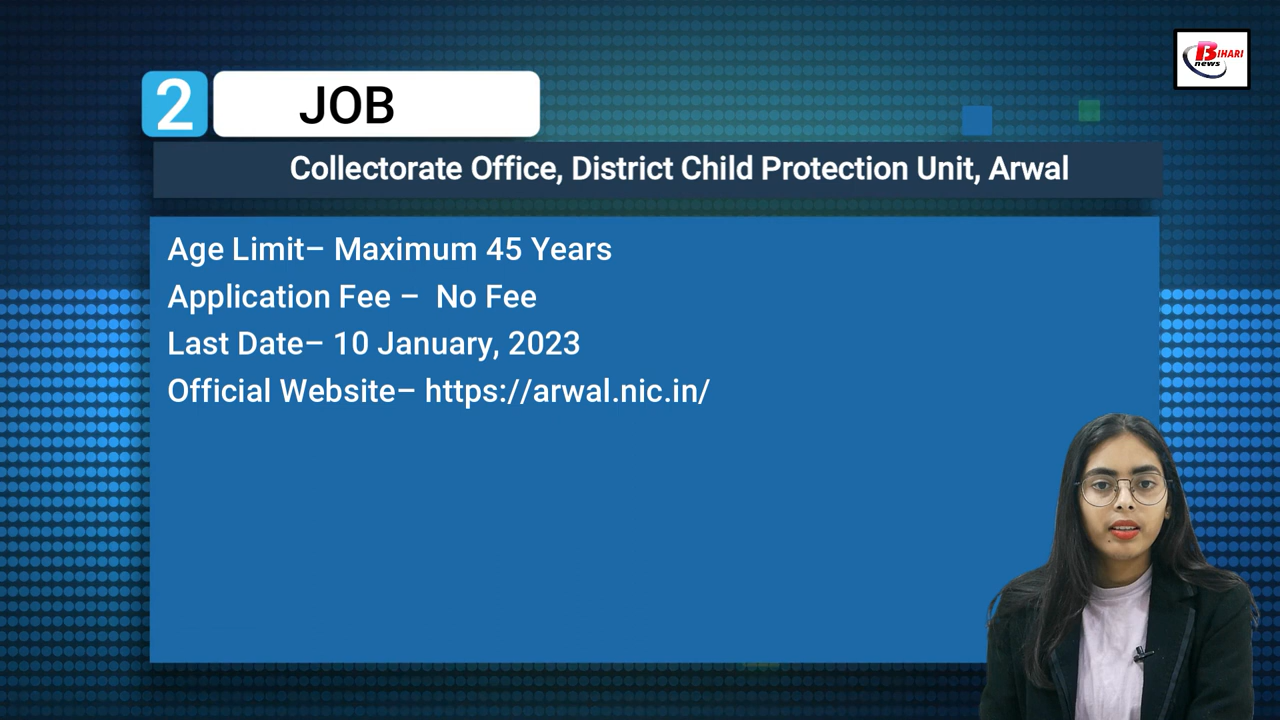 BIHARI
news
2 JOB
Collectorate Office, District Child Protection Unit, Arwal
Age Limit– Maximum 45 Years
Application Fee – No Fee
Last Date– 10 January, 2023
Official Website– https://arwal.nic.in/